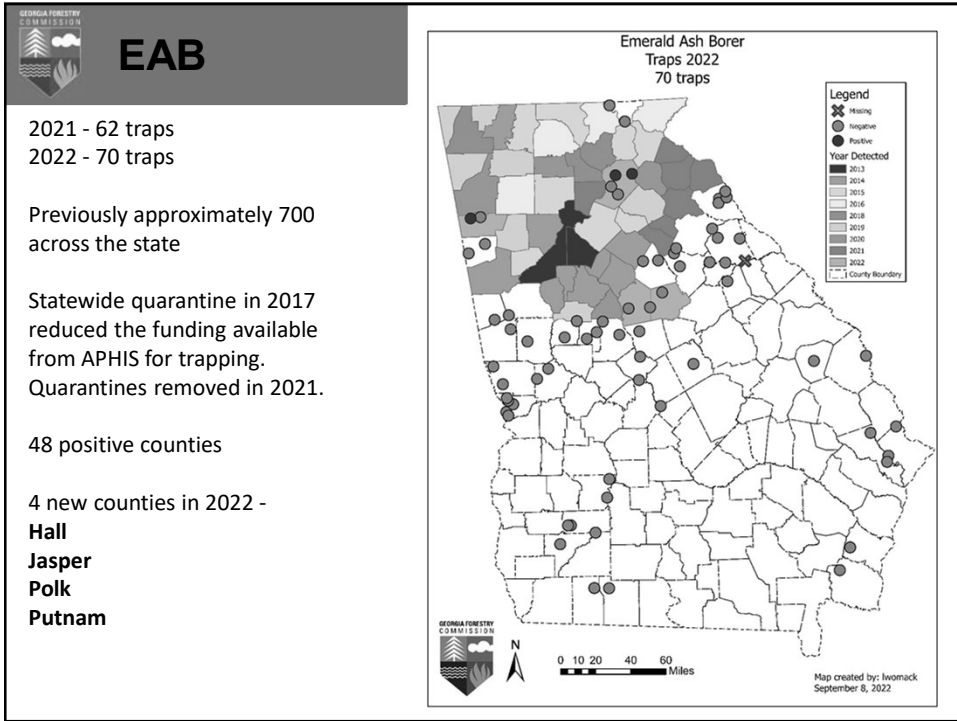 GEORGIA FORESTRY
COMMISSION
EAB
2021 - 62 traps
2022 - 70 traps
Previously approximately 700
across the state
Statewide quarantine in 2017
reduced the funding available
from APHIS for trapping.
Quarantines removed in 2021.
48 positive counties
4 new counties in 2022 -
Hall
Jasper
Polk
Putnam
Emerald Ash Borer
Traps 2022
70 traps
Legend
Missing
Negative
Positive
Year Detected
2013
2014
2015
2016
2018
2019
2020
2021
2022
County Boundary
GEORGIA FORESTRY
COMMISSION
N
0 10 20 40 60
Miles
Map created by: lwomack
September 8, 2022